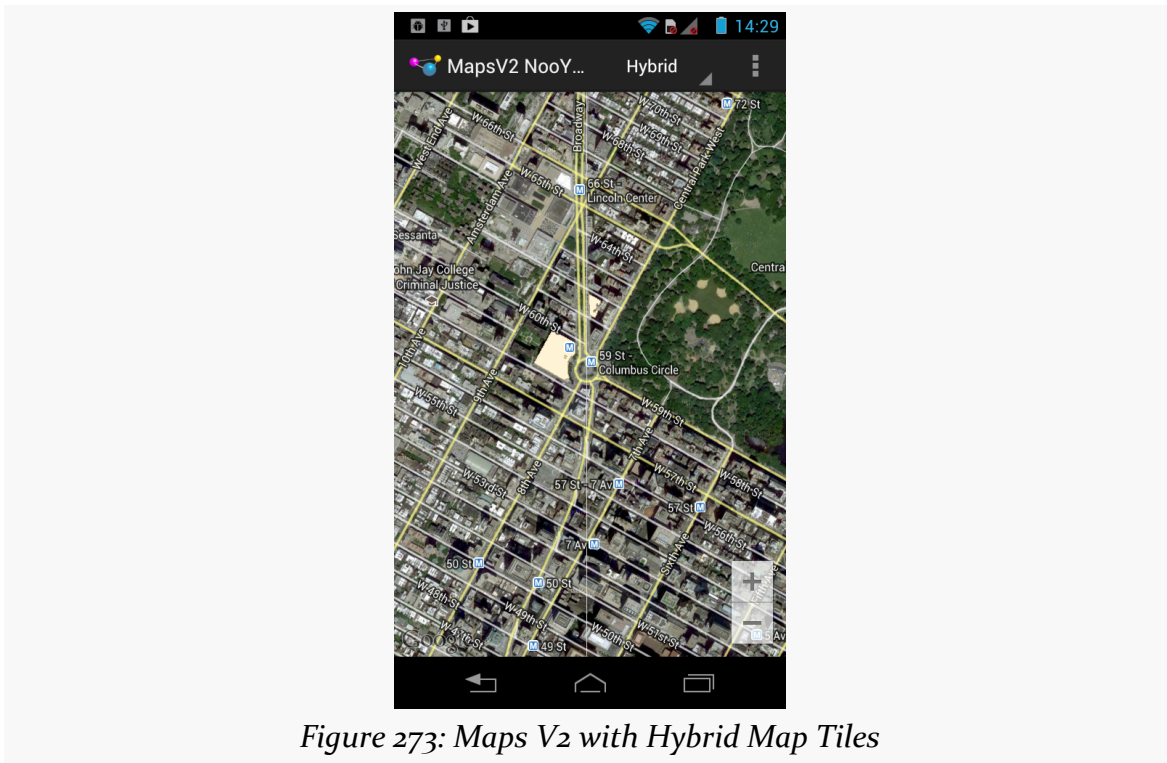 14:29
MapsV2 NooY...
Hybrid
72 St
W 70th St
Broadway
W 66th St
W 69th St
W 68th St
West End Ave
Central Park West
W 65th St
66 St -
Lincoln Center
Amsterdam Ave
Sessanta
W 64th St
Centra
ohn Jay College
Criminal Justice
W 60th St
10th Ave
59 St -
Columbus Circle
9th Ave
W 55th St
W 59th St
7th Ave
W 53rd St
8th Ave
W 57th St
W 58th St
57 St - 7 Av
57 St
W 56th St
7 Av
Sixth Ave
50 St
50 St
W 48th St
W 49th St
W 47th St
W 50th St
W 51st St
5 Av
49 St
Google
Figure 273: Maps V2 with Hybrid Map Tiles